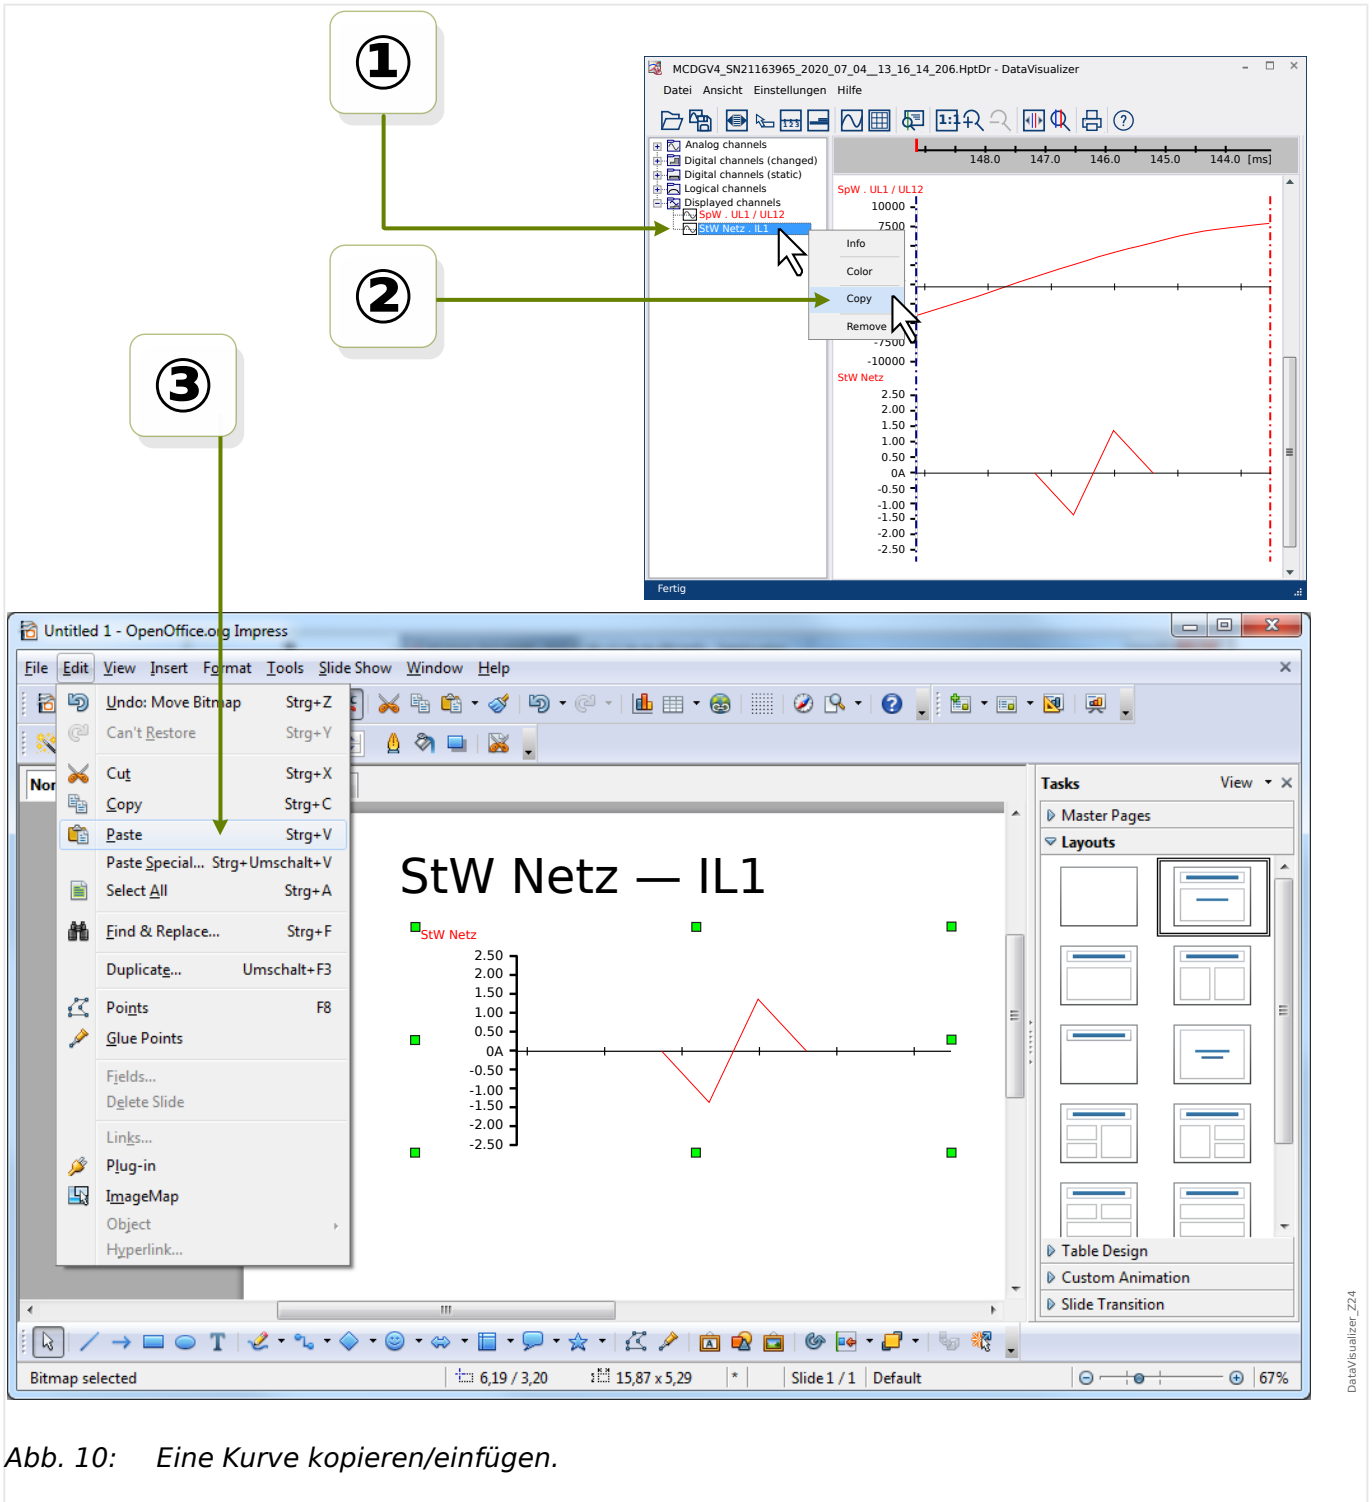 ①
MCDGV4_SN21163965_2020_07_04__13_16_14_206.HptDr - DataVisualizer
Datei Ansicht Einstellungen Hilfe
1:1
123
Analog channels
Digital channels (changed)
Digital channels (static)
Logical channels
Displayed channels
SpW . UL1 / UL12
StW Netz . IL1
148.0 147.0 146.0 145.0 144.0 [ms]
SpW . UL1 / UL12
10000
7500
-7500
-10000
②
Info
Color
Copy
Remove
③
StW Netz
2.50
2.00
1.50
1.00
0.50
0A
-0.50
-1.00
-1.50
-2.00
-2.50
Fertig
Untitled 1 - OpenOffice.org Impress
File Edit View Insert Format Tools Slide Show Window Help
Undo: Move Bitmap Strg+Z
Can't Restore Strg+Y
Cut Strg+X
Copy Strg+C
Paste Strg+V
Paste Special... Strg+Umschalt+V
Select All Strg+A
Find & Replace... Strg+F
Duplicate... Umschalt+F3
Points F8
Glue Points
Fields...
Delete Slide
Links...
Plug-in
ImageMap
Object
Hyperlink...
Nor
StW Netz — IL1
StW Netz
2.50
2.00
1.50
1.00
0.50
0A
-0.50
-1.00
-1.50
-2.00
-2.50
Tasks View
Master Pages
Layouts
Table Design
Custom Animation
Slide Transition
Bitmap selected 6,19 / 3,20 15,87 x 5,29 * Slide 1 / 1 Default 67%
DataVisualizer_Z24
Abb. 10: Eine Kurve kopieren/einfügen.